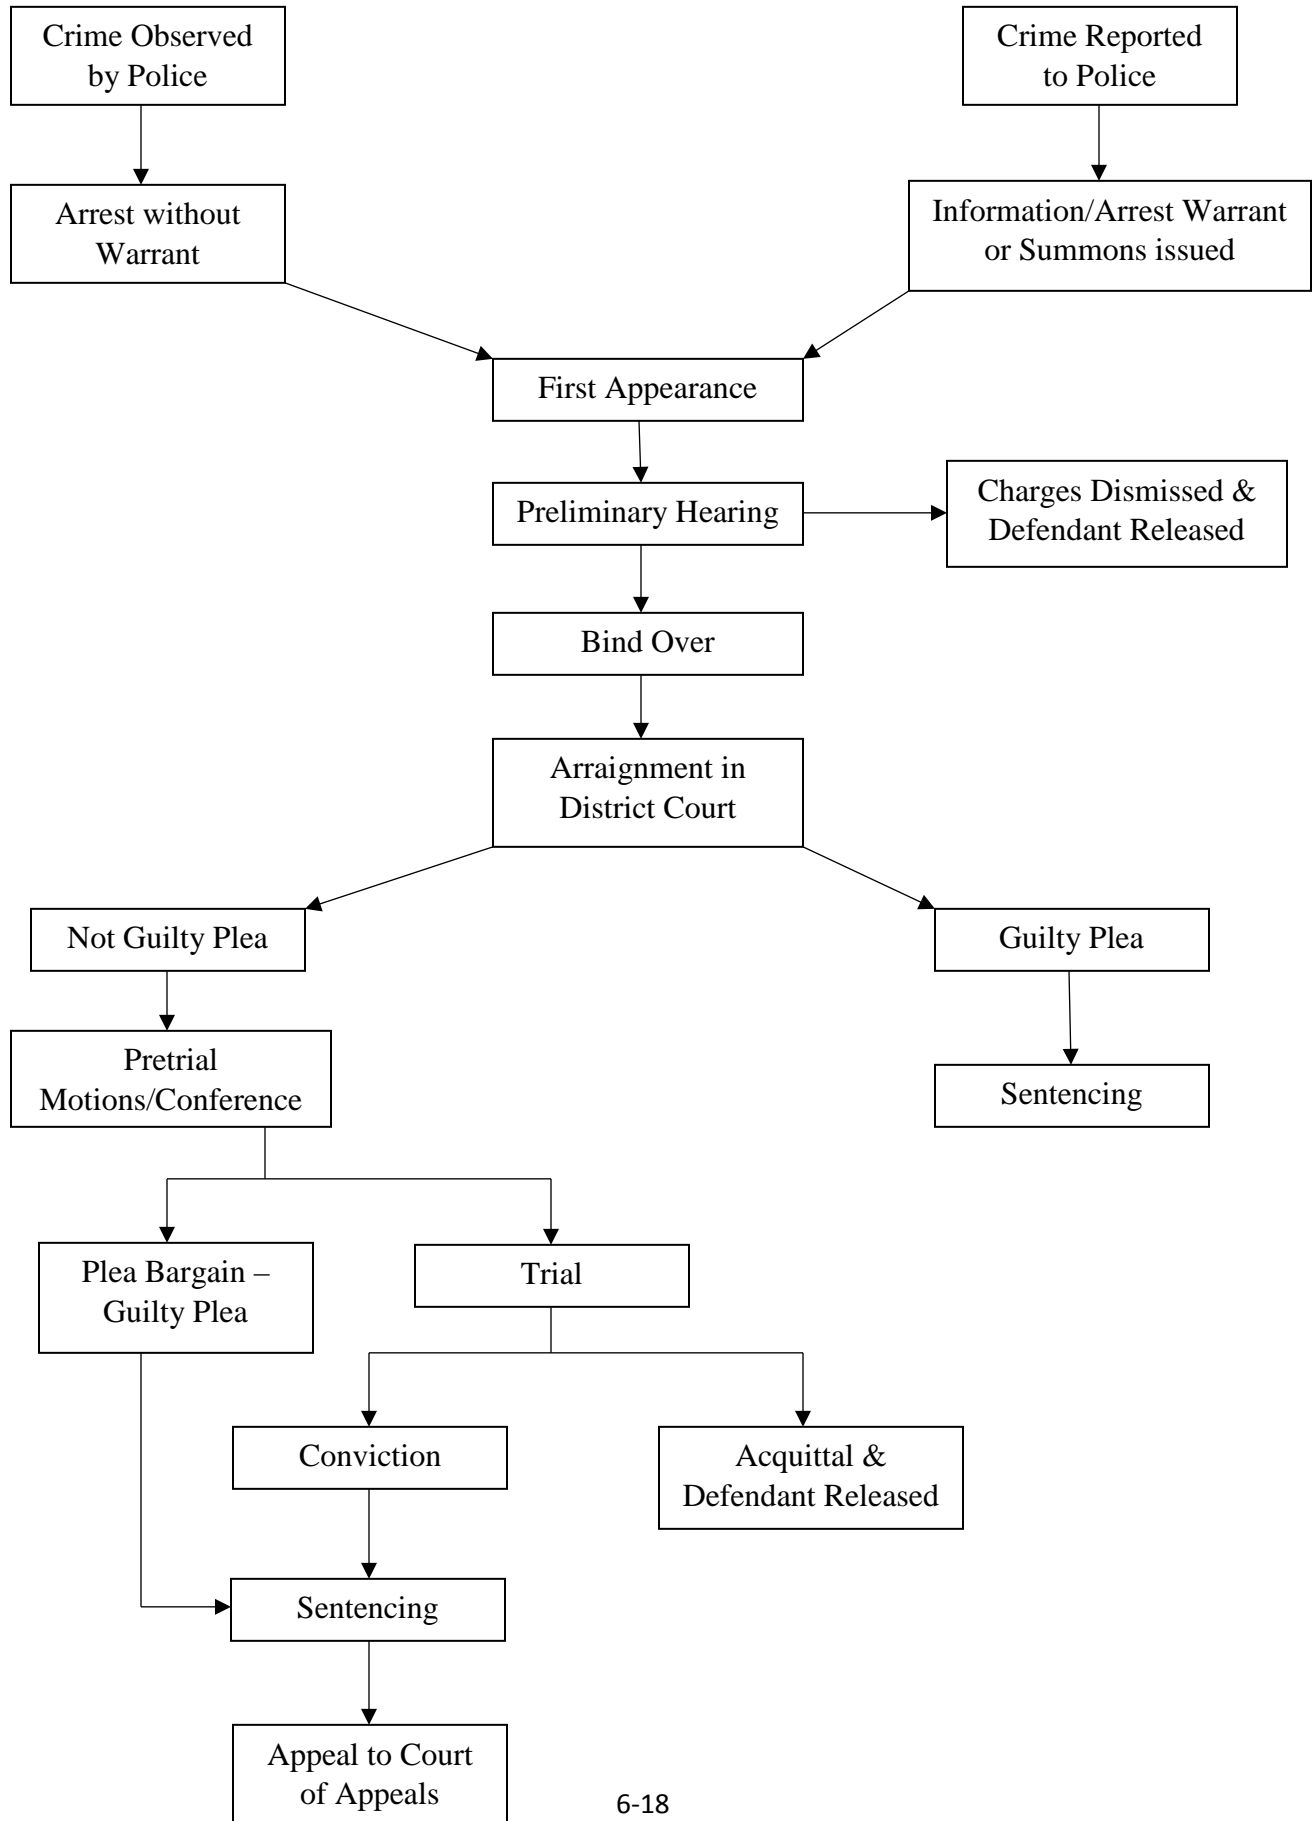 Crime Observed
by Police
Crime Reported
to Police
Arrest without
Warrant
Information/Arrest Warrant
or Summons issued
First Appearance
Preliminary Hearing
Charges Dismissed &
Defendant Released
Bind Over
Arraignment in
District Court
Not Guilty Plea
Guilty Plea
Pretrial
Motions/Conference
Sentencing
Plea Bargain –
Guilty Plea
Trial
Conviction
Acquittal &
Defendant Released
Sentencing
Appeal to Court
of Appeals
6-18